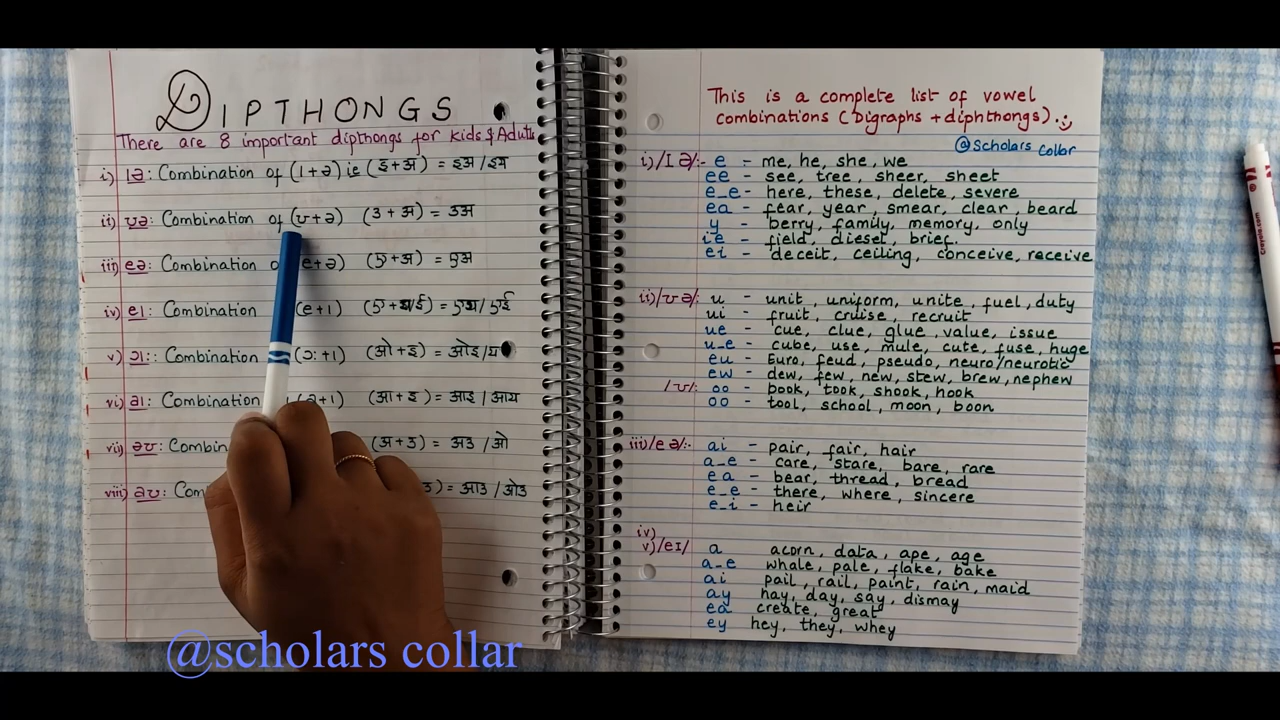 DIPTHONGS
There are 8 important dipthongs for Kids & Adults
i) ɪə: Combination of (ɪ+ə) ie (इ+अ) = इअ/इय
ii) ʊə: Combination of (ʊ+ə) (उ+अ) = उअ
iii) eə: Combination (e+ə) (ए+अ) = एअ
iv) eɪ: Combination (e+ɪ) = एय/एई
v) ɔɪ: Combination (ɔ:+ɪ) (ओ+इ) = ओइ/य
vi) aɪ: Combination +ɪ) (आ+इ) = आइ/आय
vii) əʊ: Combin (अ+उ) = अउ/ओ
viii) aʊ: Com ) = आउ/ओउ
This is a complete list of vowel
combinations (Digraphs + diphthongs).
@Scholars Collar
i) /ɪə/:- e - me, he, she, we
ee - see, tree, sheer, sheet
e_e - here, these, delete, severe
ea - fear, year, smear, clear, beard
y - berry, family, memory, only
ie - field, diesel, brief.
ei - deceit, ceiling, conceive, receive
ii) /ʊə/: u - unit, uniform, unite, fuel, duty
ui - fruit, cruise, recruit
ue - cue, clue, glue, value, issue
u_e - cube, use, mule, cute, fuse, huge
eu - Euro, feud, pseudo, neuro/neurotic
ew - dew, few, new, stew, brew, nephew
/ʊ/: oo - book, took, shook, hook
oo - tool, school, moon, boon
iii) /eə/:- ai - pair, fair, hair
a_e - care, stare, bare, rare
ea - bear, thread, bread
e_e - there, where, sincere
e_i - heir
iv)
v) /eɪ/ a acorn, data, ape, age
a_e whale, pale, flake, bake
ai pail, rail, paint, rain, maid
ay hay, day, say, dismay
ea create, great
ey hey, they, whey
@scholars collar